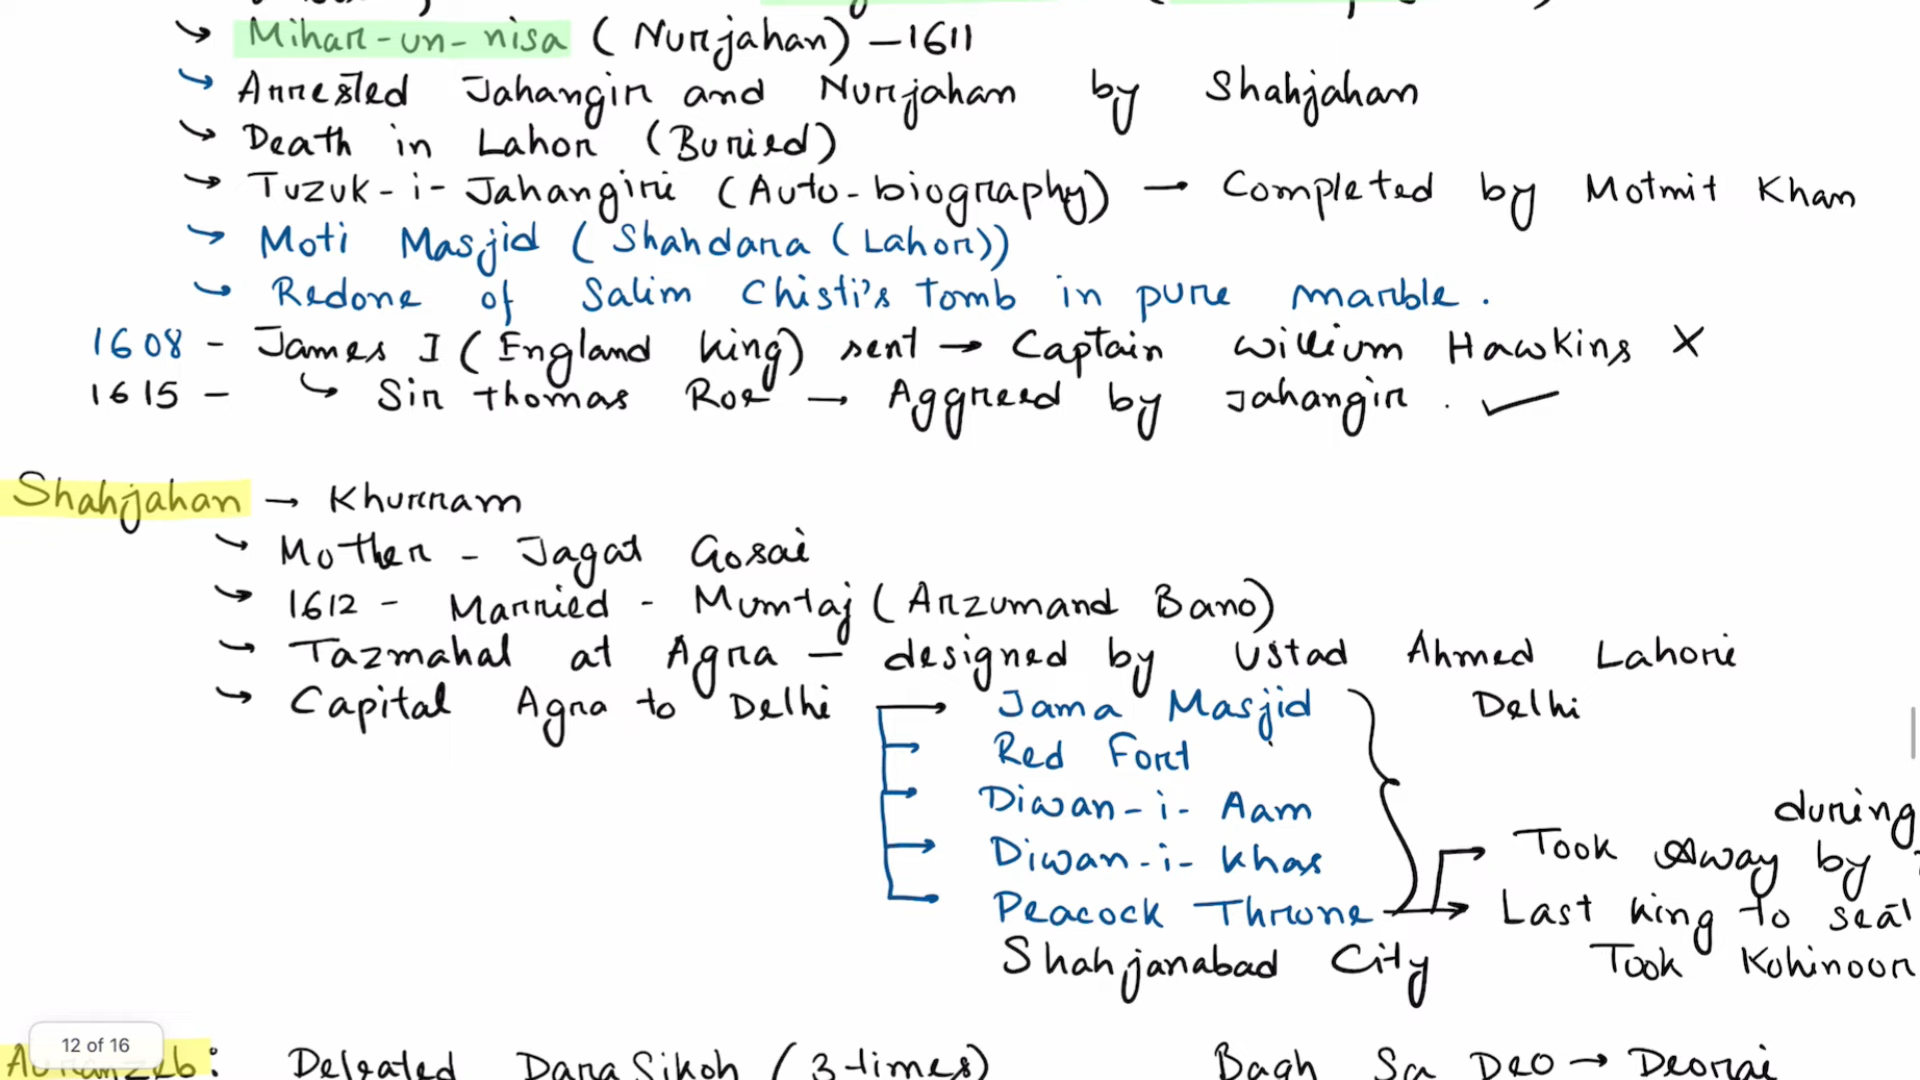 → Mihar-un-nisa (Nurjahan) – 1611
→ Arrested Jahangir and Nurjahan by Shahjahan
→ Death in Lahor (Buried)
→ Tuzuk-i-Jahangiri (Auto-biography) → Completed by Motmit Khan
→ Moti Masjid (Shahdara (Lahor))
→ Redone of Salim Chisti's tomb in pure marble.
1608 - James I (England king) sent → Captain William Hawkins X
1615 - → Sir thomas Roe → Aggreed by Jahangir. ✓
Shahjahan → Khurram
→ Mother - Jagat Gosai
→ 1612 - Married - Mumtaj (Arzumand Bano)
→ Tazmahal at Agra – designed by Ustad Ahmed Lahori
→ Capital Agra to Delhi → Jama Masjid Delhi
→ Red Fort
→ Diwan-i-Aam during
→ Diwan-i-Khas → Took Away by
→ Peacock Throne → Last king to seat
Shahjanabad City Took Kohinoor
12 of 16
: Defeated Dara Sikoh (3-times) Bagh Sa Deo → Deorai